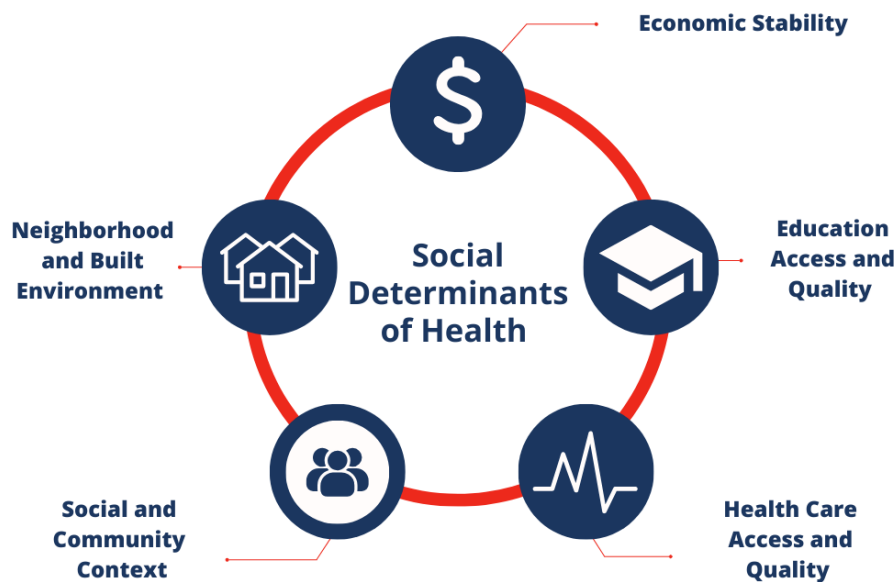 Economic Stability
Neighborhood
and Built
Environment
Social
Determinants
of Health
Education
Access and
Quality
Social and
Community
Context
Health Care
Access and
Quality